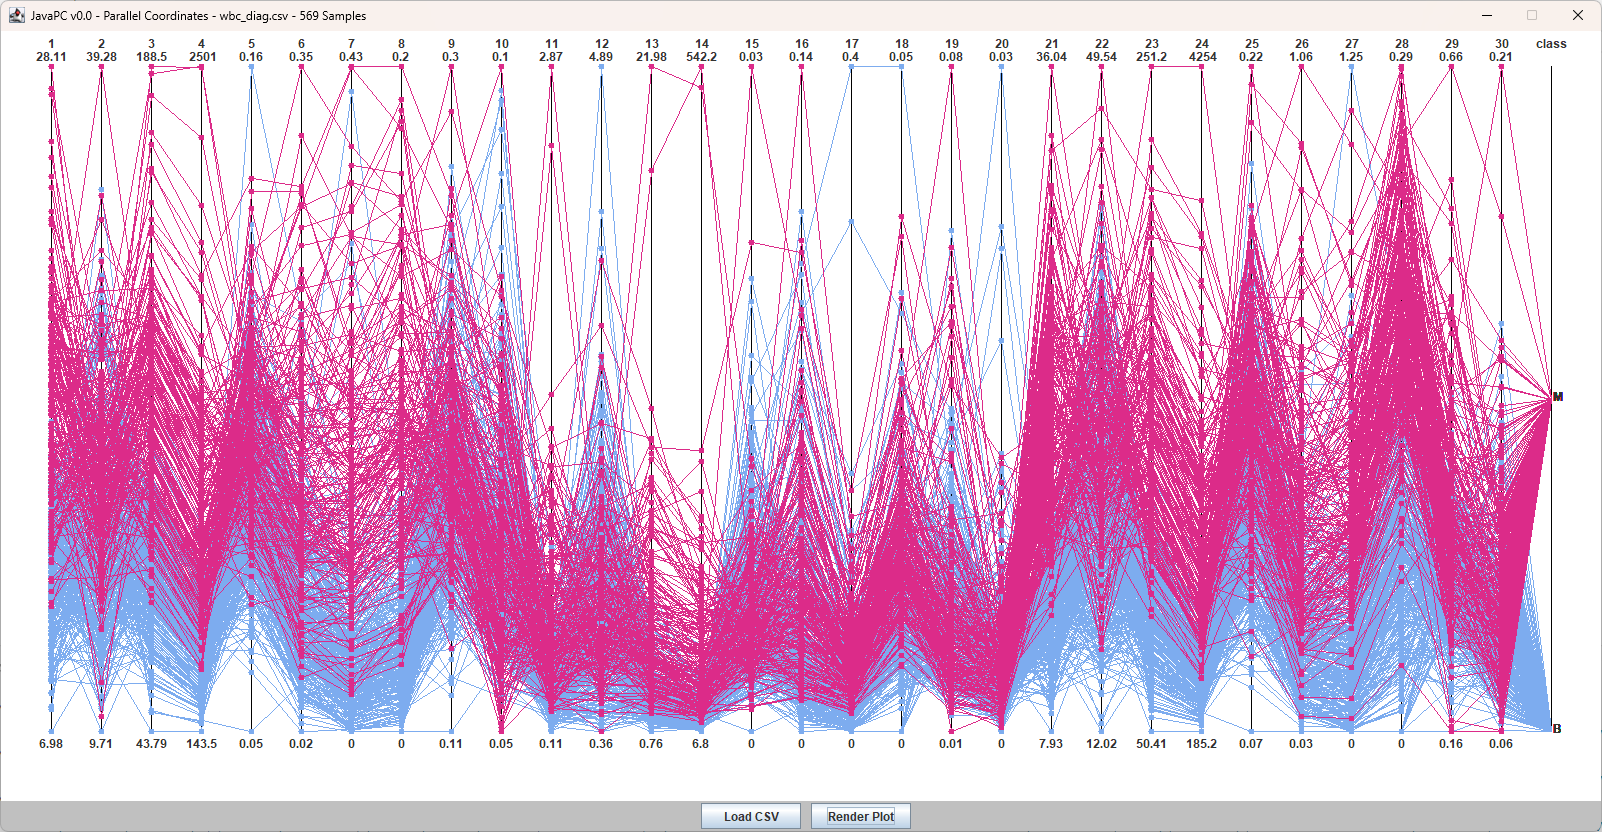 JavaPC v0.0 - Parallel Coordinates - wbc_diag.csv - 569 Samples
1 2 3 4 5 6 7 8 9 10 11 12 13 14 15 16 17 18 19 20 21 22 23 24 25 26 27 28 29 30 class
28.11 39.28 188.5 2501 0.16 0.35 0.43 0.2 0.3 0.1 2.87 4.89 21.98 542.2 0.03 0.14 0.4 0.05 0.08 0.03 36.04 49.54 251.2 4254 0.22 1.06 1.25 0.29 0.66 0.21
M
B
6.98 9.71 43.79 143.5 0.05 0.02 0 0 0.11 0.05 0.11 0.36 0.76 6.8 0 0 0 0 0.01 0 7.93 12.02 50.41 185.2 0.07 0.03 0 0 0.16 0.06
Load CSV Render Plot